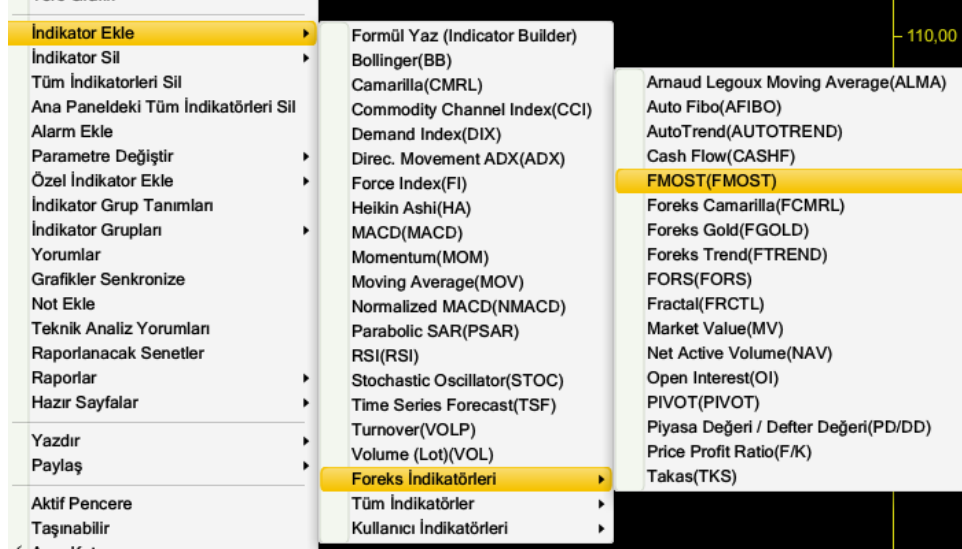 İndikator Ekle
İndikator Sil
Tüm İndikatorleri Sil
Ana Paneldeki Tüm İndikatörleri Sil
Alarm Ekle
Parametre Değiştir
Özel İndikator Ekle
İndikator Grup Tanımları
İndikator Grupları
Yorumlar
Grafikler Senkronize
Not Ekle
Teknik Analiz Yorumları
Raporlanacak Senetler
Raporlar
Hazır Sayfalar
Yazdır
Paylaş
Aktif Pencere
Taşınabilir
Formül Yaz (Indicator Builder)
Bollinger(BB)
Camarilla(CMRL)
Commodity Channel Index(CCI)
Demand Index(DIX)
Direc. Movement ADX(ADX)
Force Index(FI)
Heikin Ashi(HA)
MACD(MACD)
Momentum(MOM)
Moving Average(MOV)
Normalized MACD(NMACD)
Parabolic SAR(PSAR)
RSI(RSI)
Stochastic Oscillator(STOC)
Time Series Forecast(TSF)
Turnover(VOLP)
Volume (Lot)(VOL)
Foreks İndikatörleri
Tüm İndikatörler
Kullanıcı İndikatörleri
Arnaud Legoux Moving Average(ALMA)
Auto Fibo(AFIBO)
AutoTrend(AUTOTREND)
Cash Flow(CASHF)
FMOST(FMOST)
Foreks Camarilla(FCMRL)
Foreks Gold(FGOLD)
Foreks Trend(FTREND)
FORS(FORS)
Fractal(FRCTL)
Market Value(MV)
Net Active Volume(NAV)
Open Interest(OI)
PIVOT(PIVOT)
Piyasa Değeri / Defter Değeri(PD/DD)
Price Profit Ratio(F/K)
Takas(TKS)
110,00